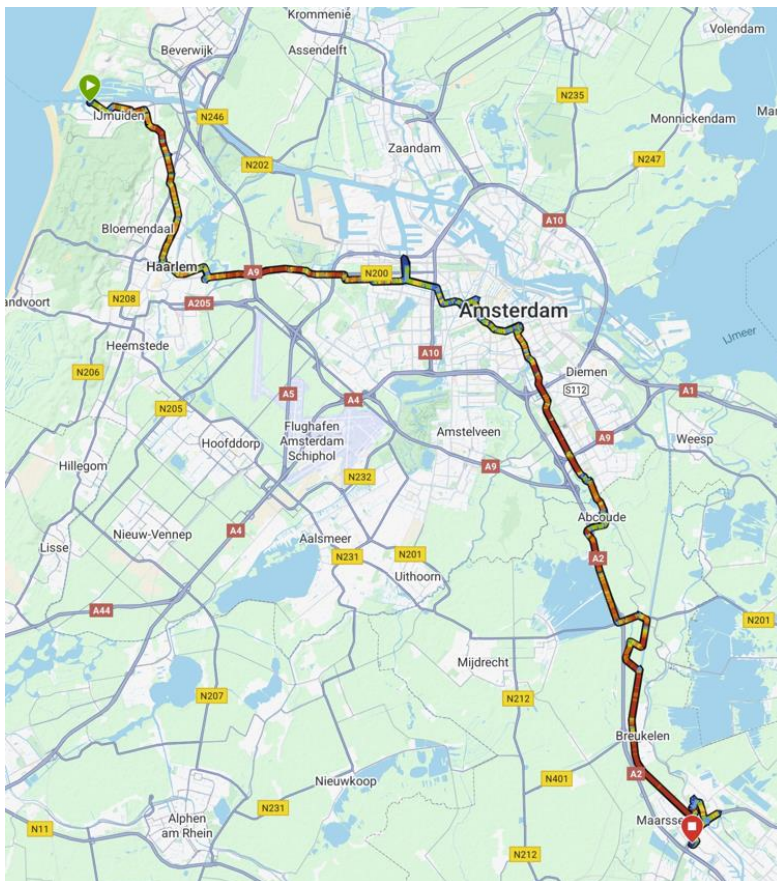 Krommenie
Volendam
Beverwijk
Assendelft
N235
IJmuiden
N246
Monnickendam
Zaandam
N202
N247
A10
Bloemendaal
Haarlem
A9
N200
N208
A205
Amsterdam
IJmeer
Heemstede
A10
Diemen
N206
A5
S112
A1
A4
N205
Flughafen
Amsterdam
Schiphol
Amstelveen
A9
Weesp
Hoofddorp
A9
Hillegom
N232
Abcoude
A4
Nieuw-Vennep
Aalsmeer
Lisse
N231
N201
A2
Uithoorn
A44
N201
Mijdrecht
N207
N212
Breukelen
Nieuwkoop
N401
A2
N231
Alphen
am Rhein
N11
N212